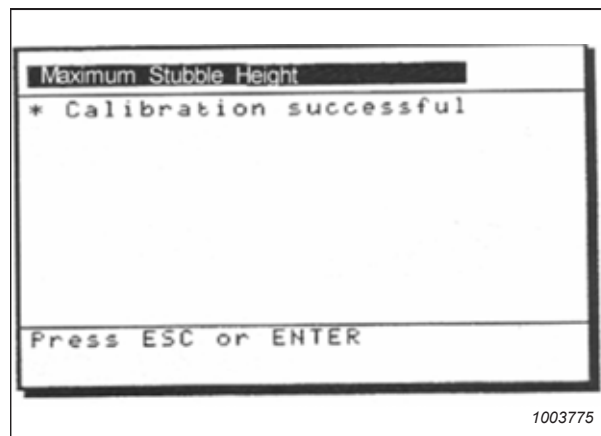 Maximum Stubble Height
* Calibration successful
Press ESC or ENTER
1003775